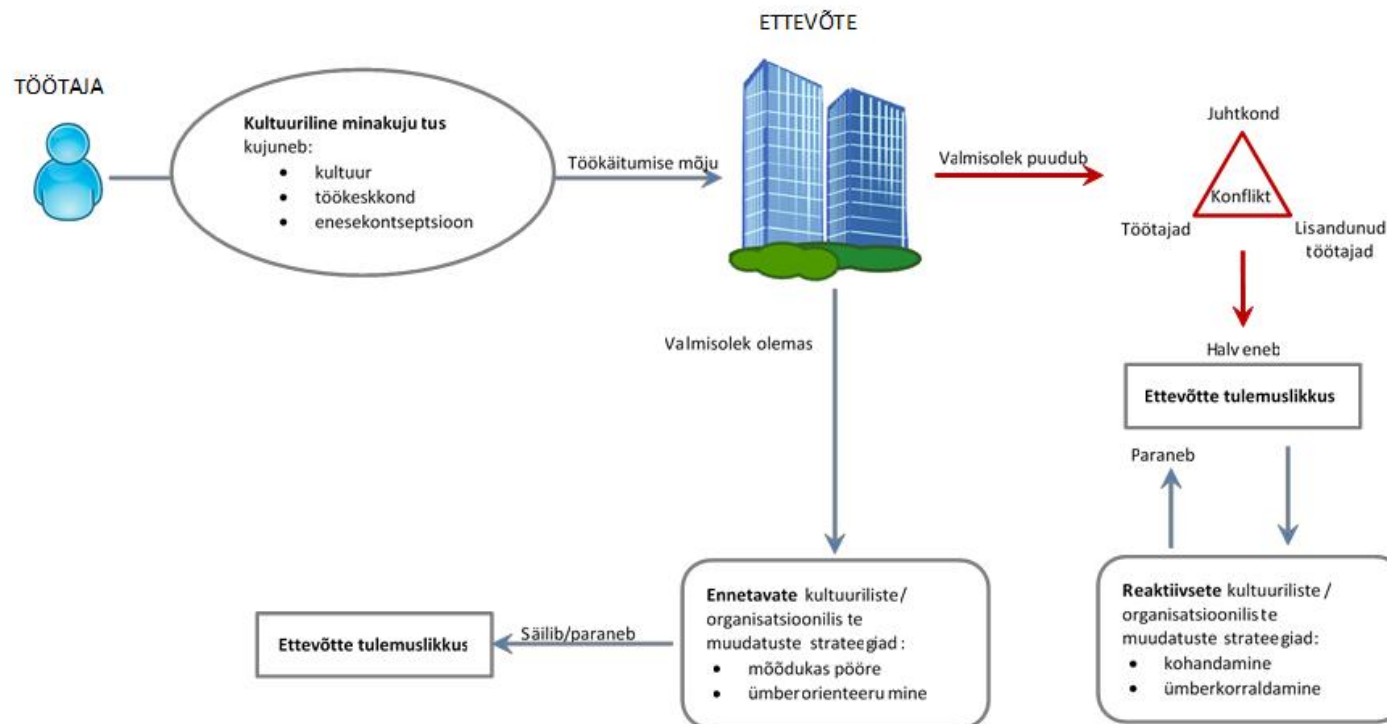 ETTEVÕTE
TÖÖTAJA
Kultuuriline minakuju tus
kujuneb:
• kultuur
• töökeskkond
• enesekontseptsioon
Töökäitumise mõju
Valmisolek puudub
Juhtkond
Konflikt
Töötajad
Lisandunud
töötajad
Valmisolek olemas
Halv eneb
Ettevõtte tulemuslikkus
Paraneb
Ennetavate kultuuriliste/
organisatsioonilis te
muudatuste strateegiad :
• mõõdukas pööre
• ümberorienteeru mine
Säilib/paraneb
Ettevõtte tulemuslikkus
Reaktiivsete kultuuriliste /
organisatsioonilis te
muudatuste strateegiad:
• kohandamine
• ümberkorraldamine